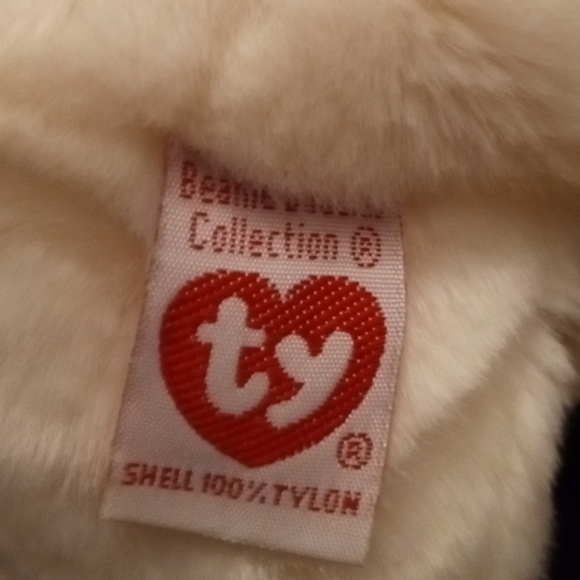 Beanie
Collection ®
ty
®
SHELL 100% TYLON